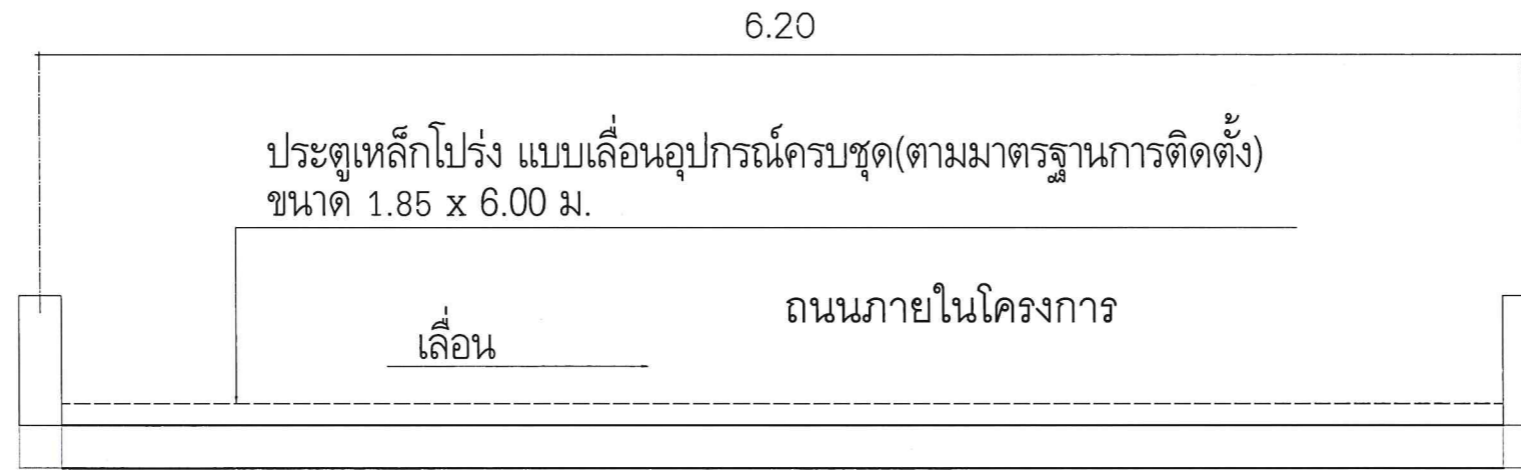 6.20
ประตูเหล็กโปร่ง แบบเลื่อนอุปกรณ์ครบชุด(ตามมาตรฐานการติดตั้ง)
ขนาด 1.85 x 6.00 ม.
ถนนภายในโครงการ
เลื่อน